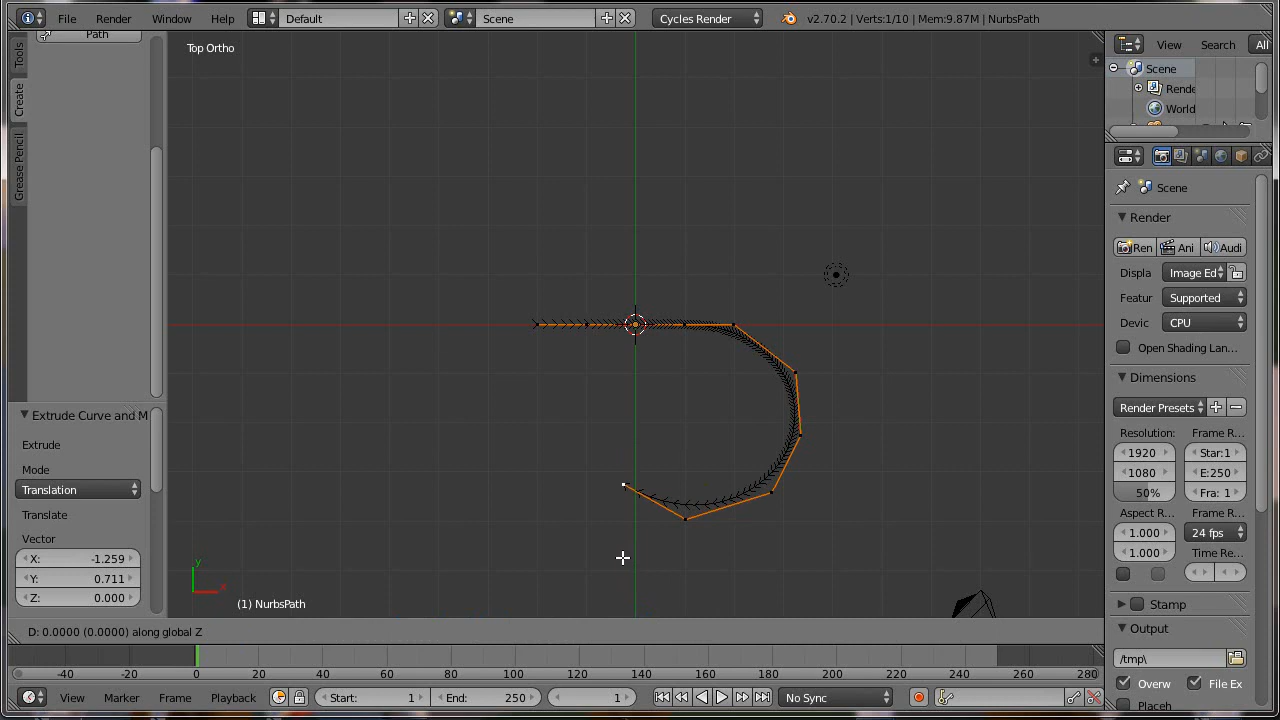 File Render Window Help Default Scene Cycles Render v2.70.2 | Verts:1/10 | Mem:9.87M | NurbsPath
Path
Tools
Create
Grease Pencil
Top Ortho
View Search All
Scene
Rende
World
Scene
Render
Ren Ani Audi
Displa Image Ed
Featur Supported
Devic CPU
Open Shading Lan...
Dimensions
Render Presets
Resolution: Frame R...
1920 Star:1
1080 E:250
50% Fra: 1
Aspect R... Frame R...
1.000 24 fps
1.000 Time Re...
Stamp
Output
/tmp\
Overw File Ex
Placeh
Extrude Curve and M
Extrude
Mode
Translation
Translate
Vector
X: -1.259
Y: 0.711
Z: 0.000
y
x
(1) NurbsPath
D: 0.0000 (0.0000) along global Z
-40 -20 0 20 40 60 80 100 120 140 160 180 200 220 240 260 280
View Marker Frame Playback Start: 1 End: 250 1 No Sync